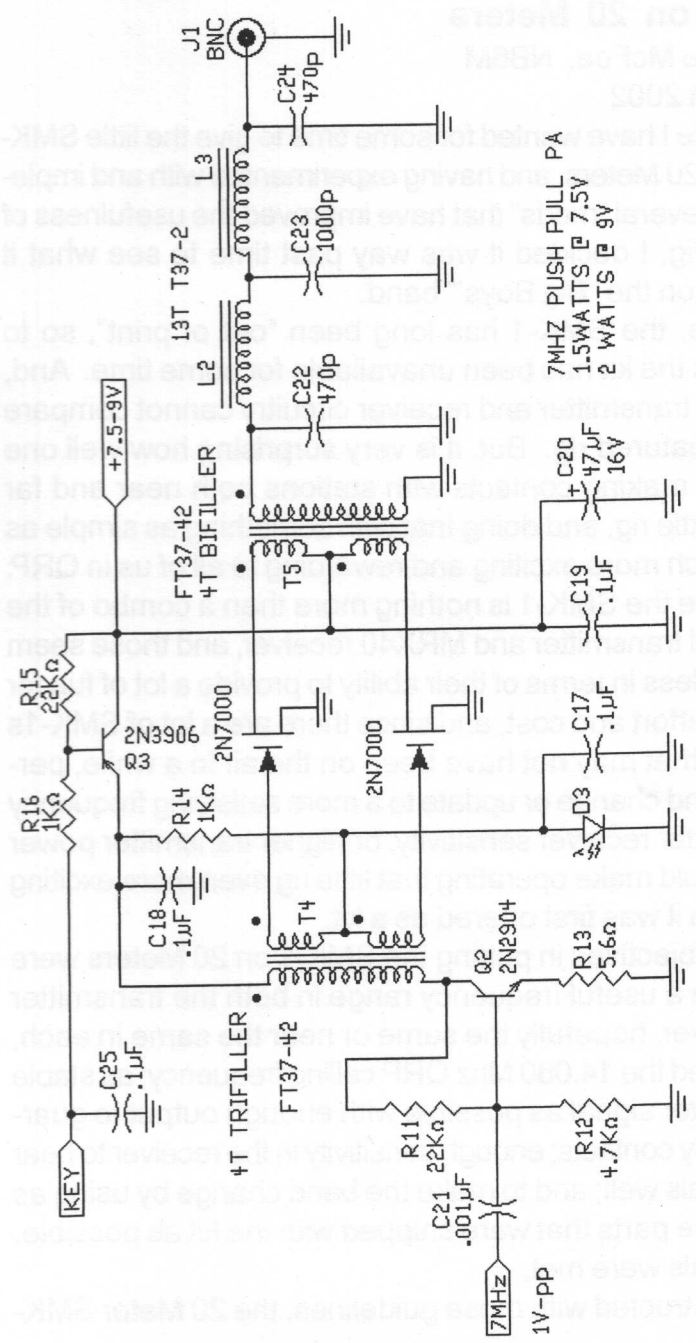 KEY
C25
.1µF
R16
1KΩ
R15
22KΩ
+7.5-9V
2N3906
Q3
C18
.1µF
R14
1KΩ
2N7000
4T TRIFILLER
FT37-42
T4
2N7000
FT37-42
4T BIFILLER
T5
L2
13T T37-2
L3
J1
BNC
C22
470p
C23
1000p
C24
470p
R11
22KΩ
C21
.001µF
7MHz
1V-PP
R12
4.7KΩ
Q2
2N2904
R13
5.6Ω
D3
C17
.1µF
C19
.1µF
+ C20
47µF
16V
7MHZ PUSH PULL PA
1.5WATTS @ 7.5V
2 WATTS @ 9V